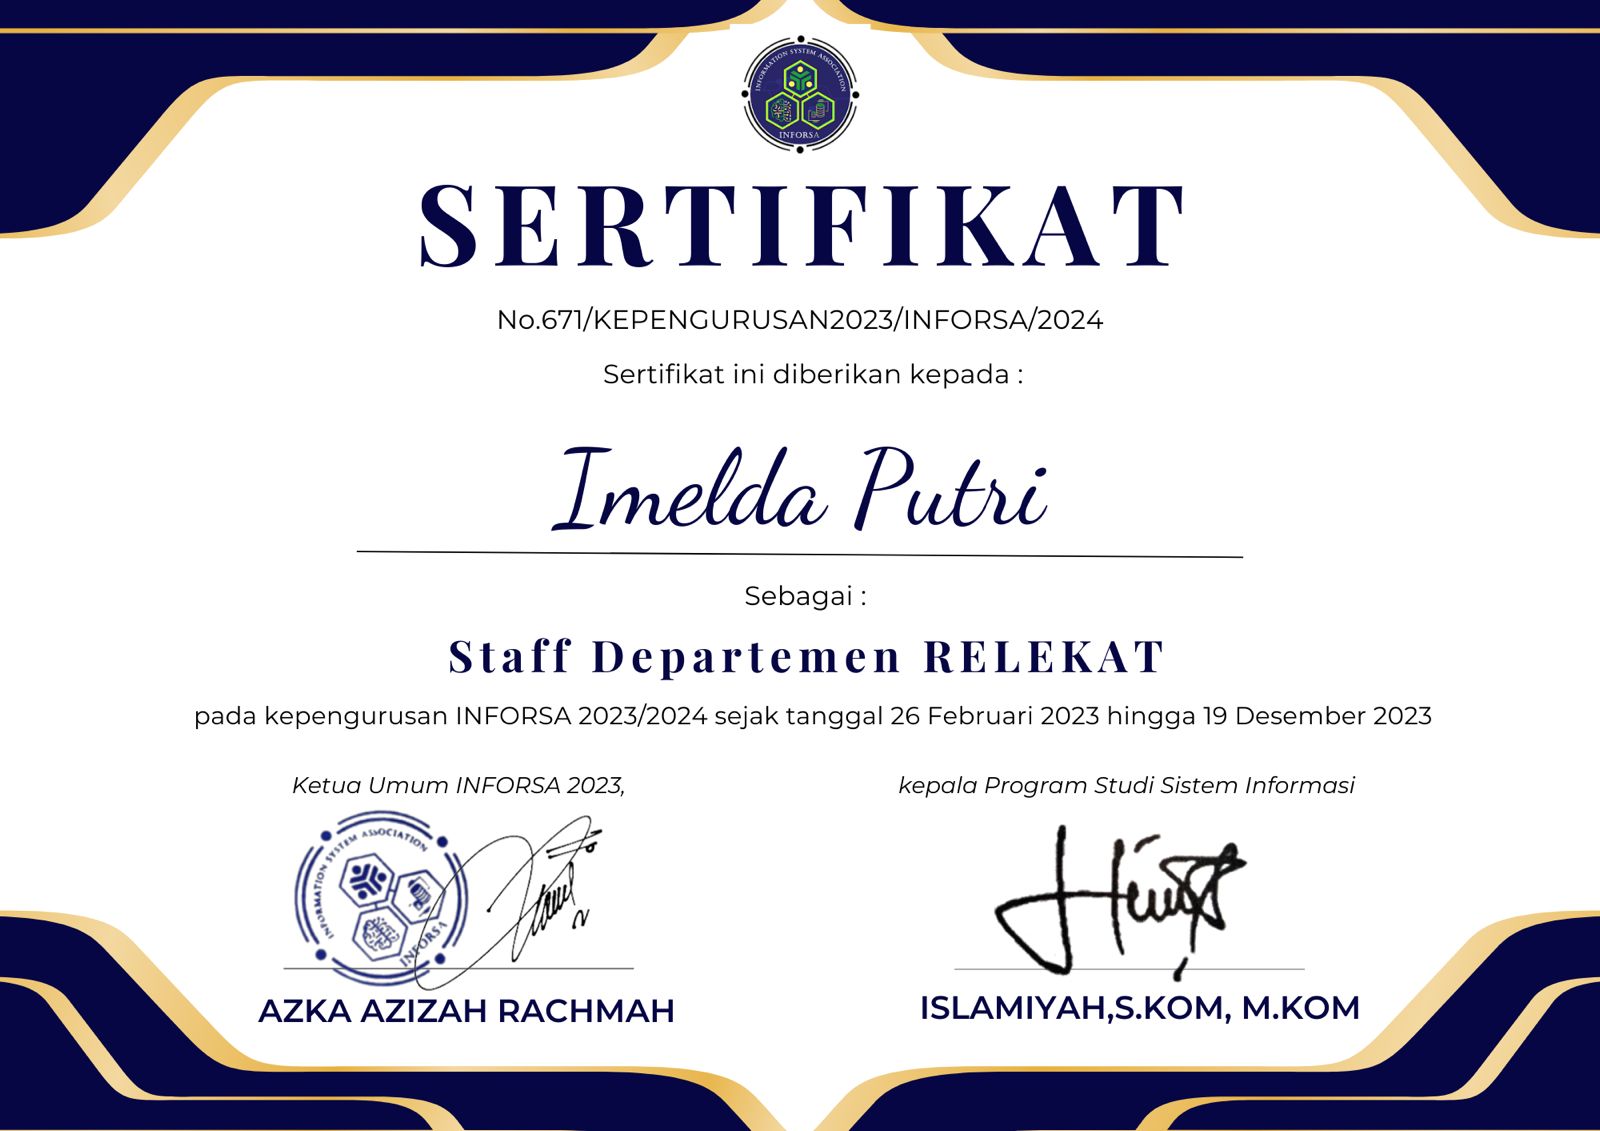 INFORMATION SYSTEM ASSOCIATION
INFORSA
SERTIFIKAT
No.671/KEPENGURUSAN2023/INFORSA/2024
Sertifikat ini diberikan kepada :
Imelda Putri
Sebagai :
Staff Departemen RELEKAT
pada kepengurusan INFORSA 2023/2024 sejak tanggal 26 Februari 2023 hingga 19 Desember 2023
Ketua Umum INFORSA 2023,
kepala Program Studi Sistem Informasi
INFORMATION SYSTEM ASSOCIATION
INFORSA
AZKA AZIZAH RACHMAH
ISLAMIYAH,S.KOM, M.KOM